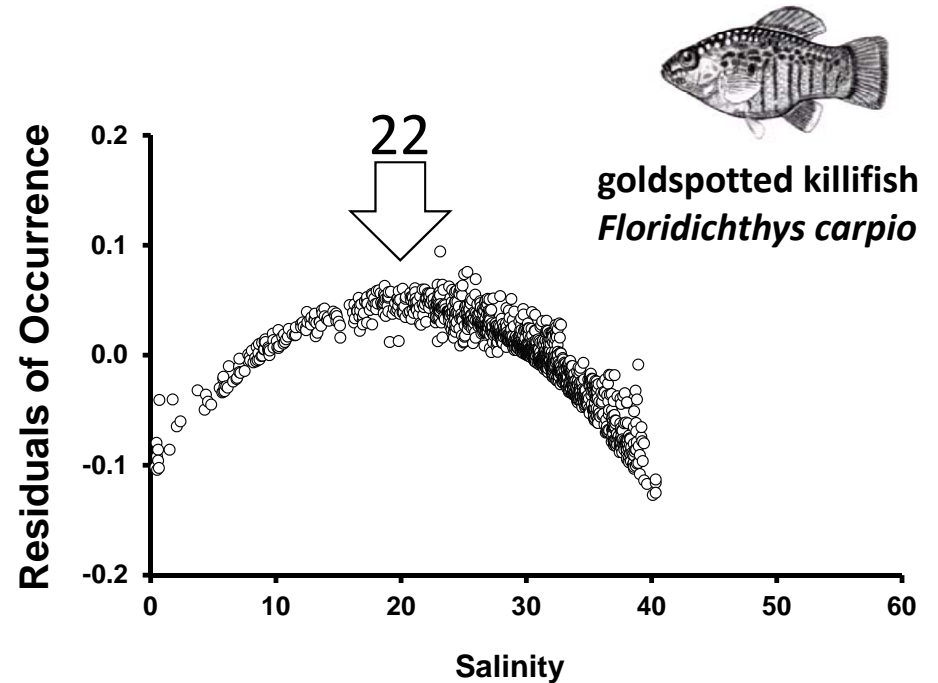 22
goldspotted killifish
Floridichthys carpio
Residuals of Occurrence
0.2
0.1
0.0
-0.1
-0.2
0 10 20 30 40 50 60
Salinity